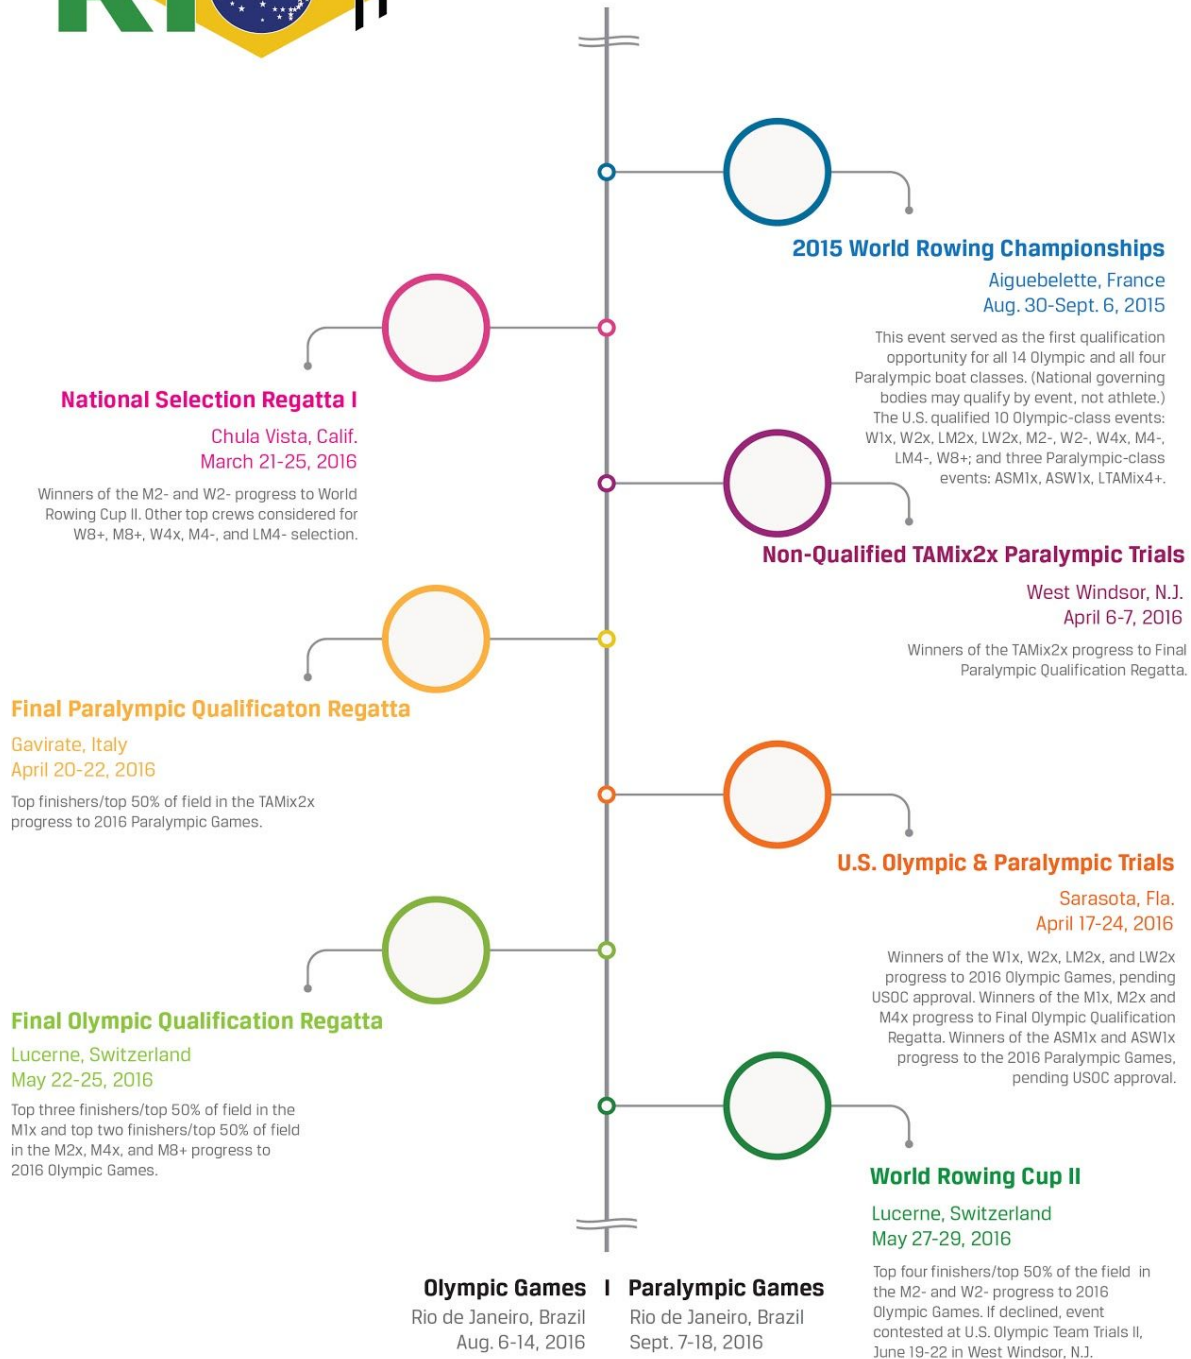 2015 World Rowing Championships
Aiguebelette, France
Aug. 30-Sept. 6, 2015
This event served as the first qualification
opportunity for all 14 Olympic and all four
Paralympic boat classes. (National governing
bodies may qualify by event, not athlete.)
The U.S. qualified 10 Olympic-class events:
W1x, W2x, LM2x, LW2x, M2-, W2-, W4x, M4-,
LM4-, W8+; and three Paralympic-class
events: ASM1x, ASW1x, LTAMix4+.
National Selection Regatta I
Chula Vista, Calif.
March 21-25, 2016
Winners of the M2- and W2- progress to World
Rowing Cup II. Other top crews considered for
W8+, M8+, W4x, M4-, and LM4- selection.
Non-Qualified TAMix2x Paralympic Trials
West Windsor, N.J.
April 6-7, 2016
Winners of the TAMix2x progress to Final
Paralympic Qualification Regatta.
Final Paralympic Qualificaton Regatta
Gavirate, Italy
April 20-22, 2016
Top finishers/top 50% of field in the TAMix2x
progress to 2016 Paralympic Games.
U.S. Olympic & Paralympic Trials
Sarasota, Fla.
April 17-24, 2016
Winners of the W1x, W2x, LM2x, and LW2x
progress to 2016 Olympic Games, pending
USOC approval. Winners of the M1x, M2x and
M4x progress to Final Olympic Qualification
Regatta. Winners of the ASM1x and ASW1x
progress to the 2016 Paralympic Games,
pending USOC approval.
Final Olympic Qualification Regatta
Lucerne, Switzerland
May 22-25, 2016
Top three finishers/top 50% of field in the
M1x and top two finishers/top 50% of field
in the M2x, M4x, and M8+ progress to
2016 Olympic Games.
World Rowing Cup II
Lucerne, Switzerland
May 27-29, 2016
Top four finishers/top 50% of the field in
the M2- and W2- progress to 2016
Olympic Games. If declined, event
contested at U.S. Olympic Team Trials II,
June 19-22 in West Windsor, N.J.
Olympic Games | Paralympic Games
Rio de Janeiro, Brazil Rio de Janeiro, Brazil
Aug. 6-14, 2016 Sept. 7-18, 2016